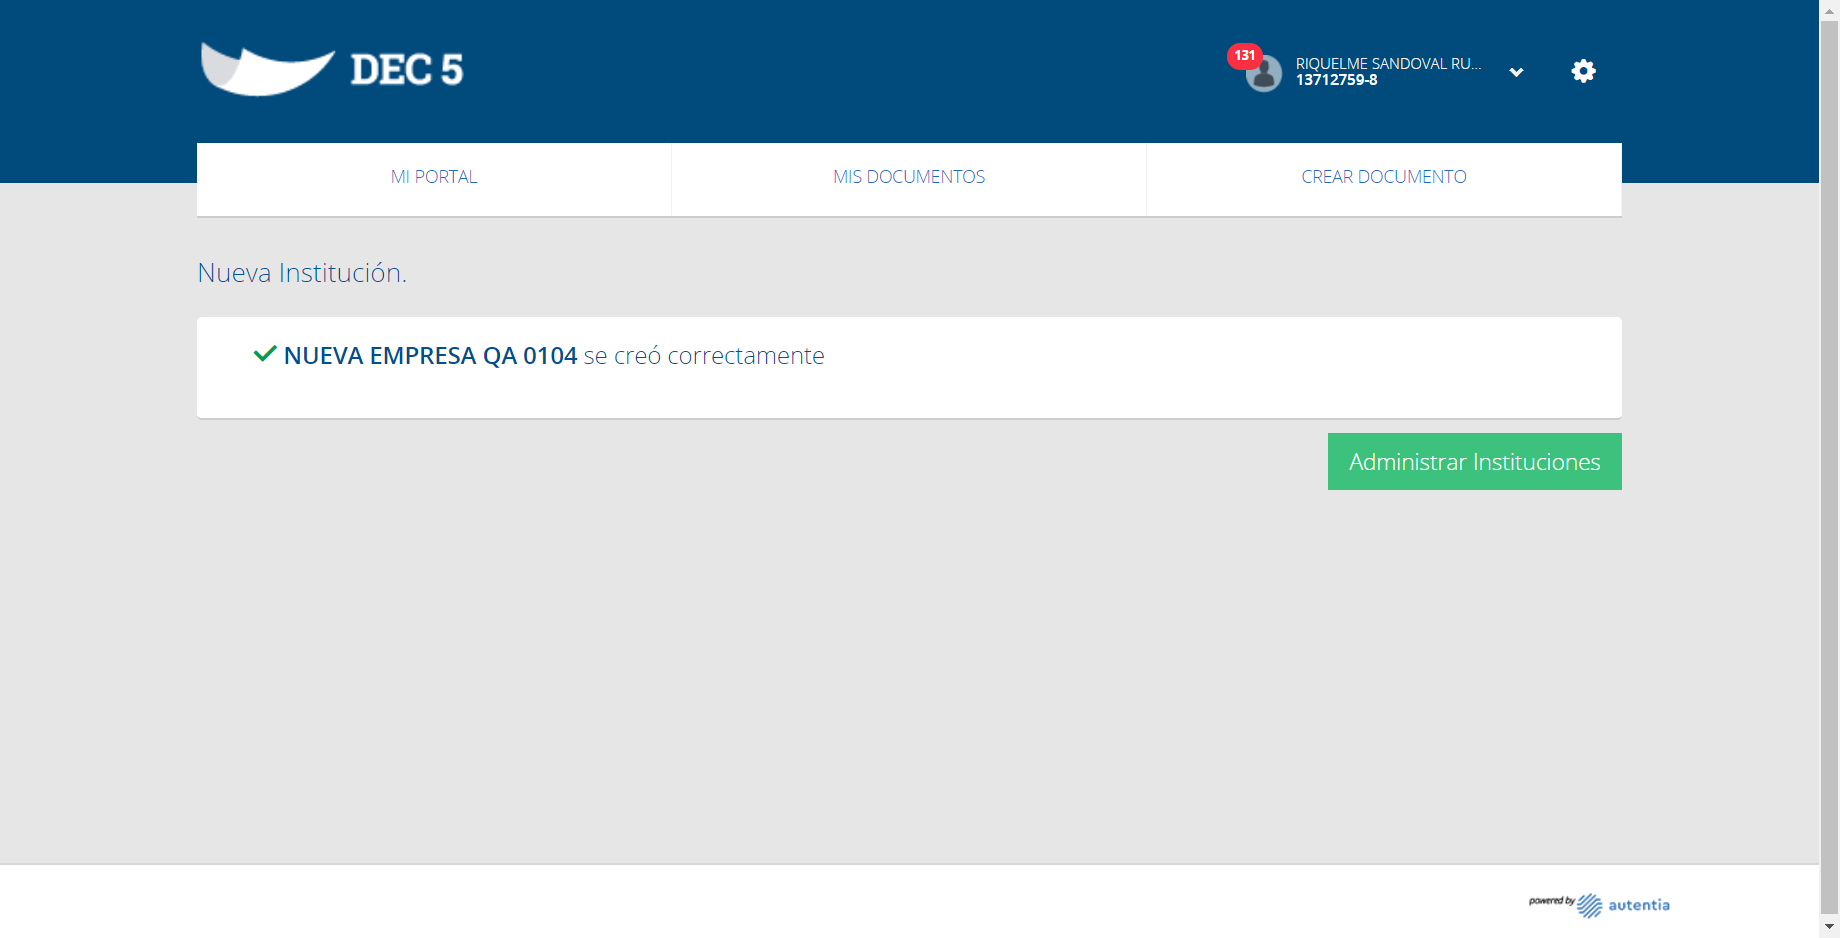 DEC 5
131
RIQUELME SANDOVAL RU...
13712759-8
MI PORTAL
MIS DOCUMENTOS
CREAR DOCUMENTO
Nueva Institución.
NUEVA EMPRESA QA 0104 se creó correctamente
Administrar Instituciones
powered by autentia